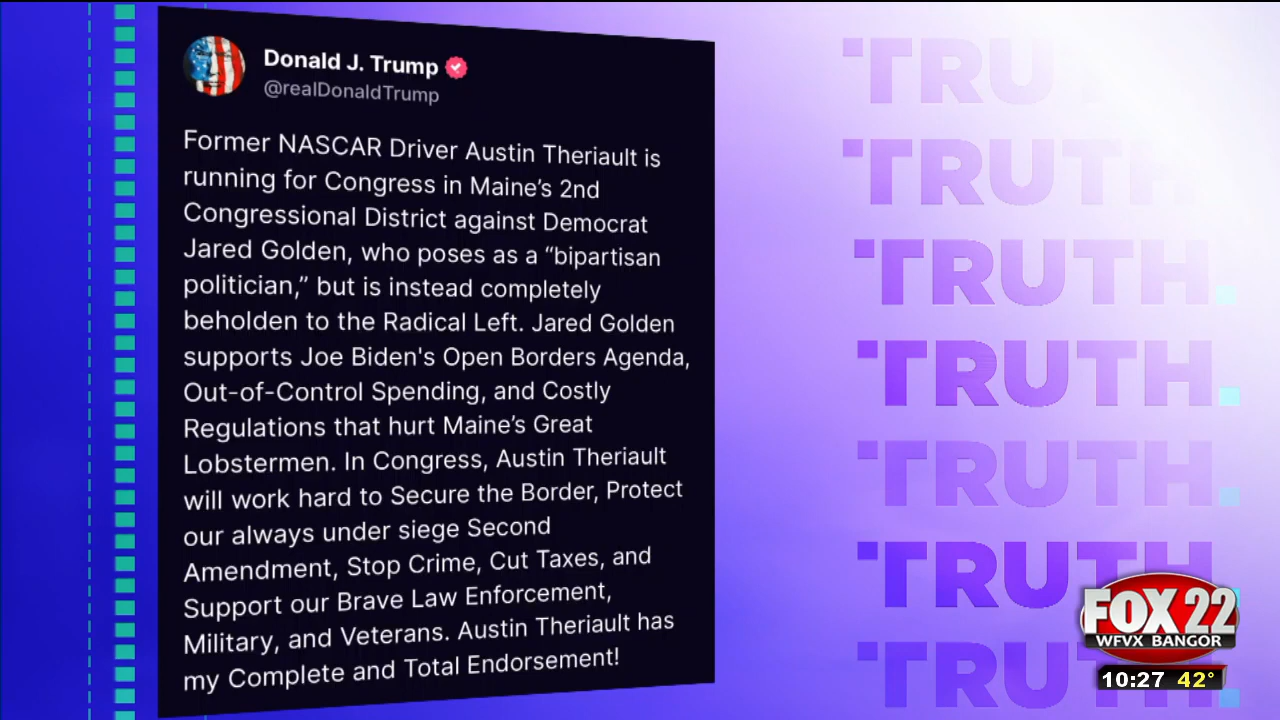 Donald J. Trump
@realDonaldTrump
Former NASCAR Driver Austin Theriault is
running for Congress in Maine’s 2nd
Congressional District against Democrat
Jared Golden, who poses as a “bipartisan
politician,” but is instead completely
beholden to the Radical Left. Jared Golden
supports Joe Biden's Open Borders Agenda,
Out-of-Control Spending, and Costly
Regulations that hurt Maine’s Great
Lobstermen. In Congress, Austin Theriault
will work hard to Secure the Border, Protect
our always under siege Second
Amendment, Stop Crime, Cut Taxes, and
Support our Brave Law Enforcement,
Military, and Veterans. Austin Theriault has
my Complete and Total Endorsement!
TRU
TRUTH
TRUTH.
TRUTH.
TRUTH.
TRUTH
TRUT
FOX 22
WFVX BANGOR
10:27 42°